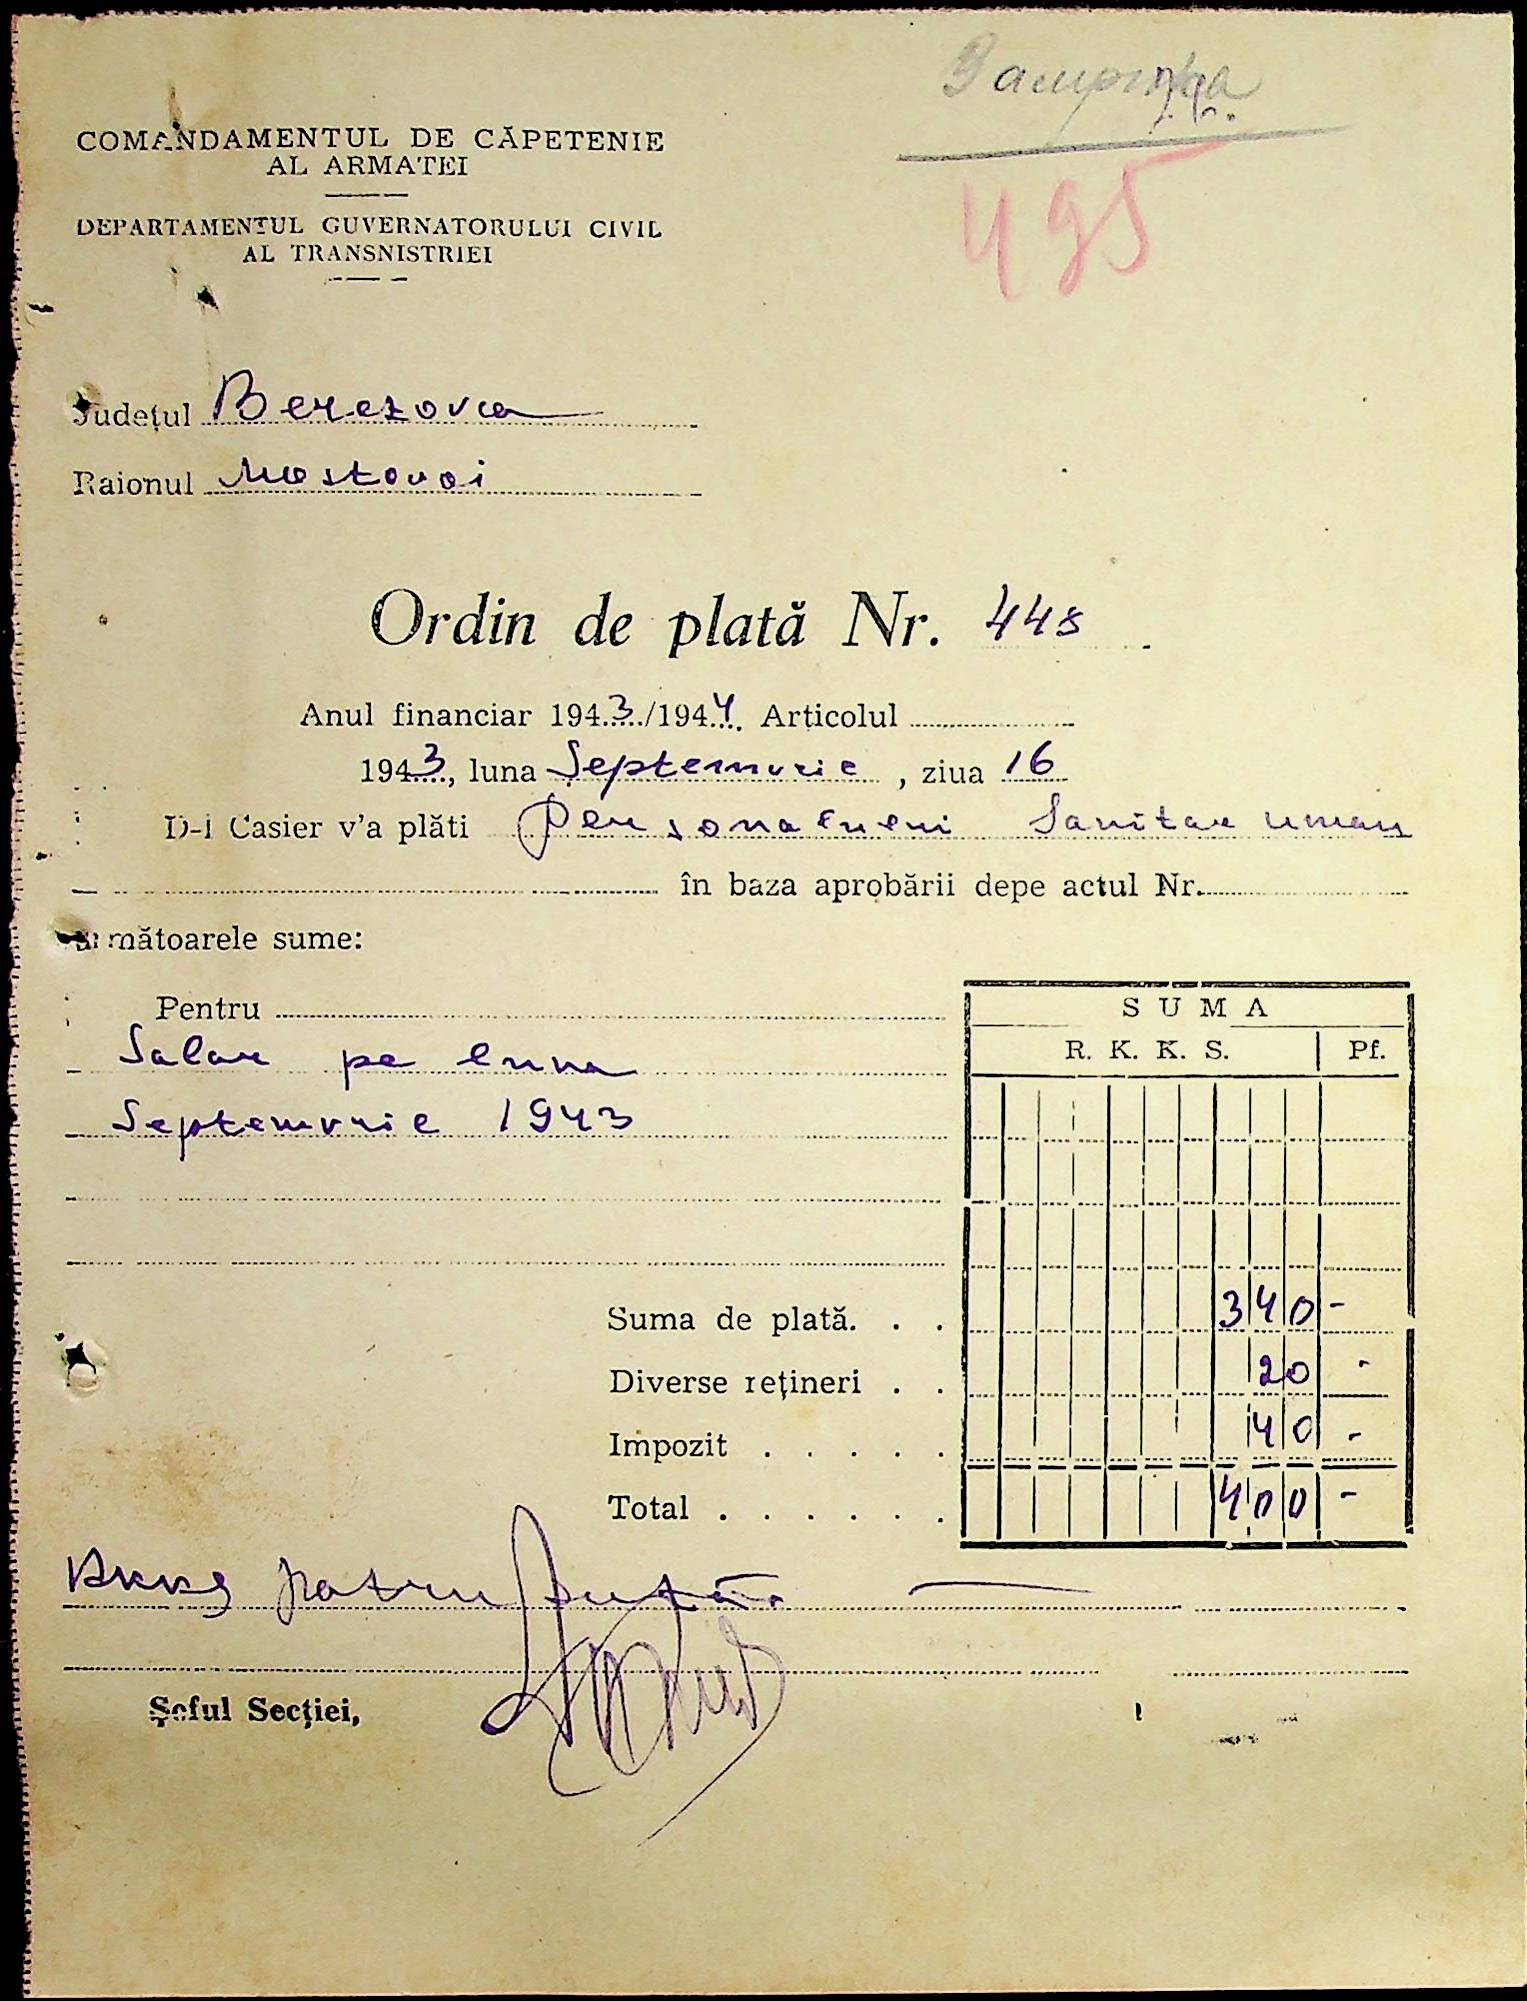 495
COMANDAMENTUL DE CĂPETENIE
AL ARMATEI
DEPARTAMENTUL GUVERNATORULUI CIVIL
AL TRANSNISTRIEI
Județul Berezovca
Raionul Mostovoi
Ordin de plată Nr. 448
Anul financiar 1943/1944. Articolul
1943, luna Septemvrie, ziua 16
D-l Casier v'a plăti personalului Sanitar uman
în baza aprobării depe actul Nr.
următoarele sume:
Pentru
Salar pe luna
Septemvrie 1943
SUMA
R. K. K. S. Pf.
Suma de plată. . . 340 -
Diverse rețineri . . 20 -
Impozit . . . . . 40 -
Total . . . . . . 400 -
patru sute
Șeful Secției,